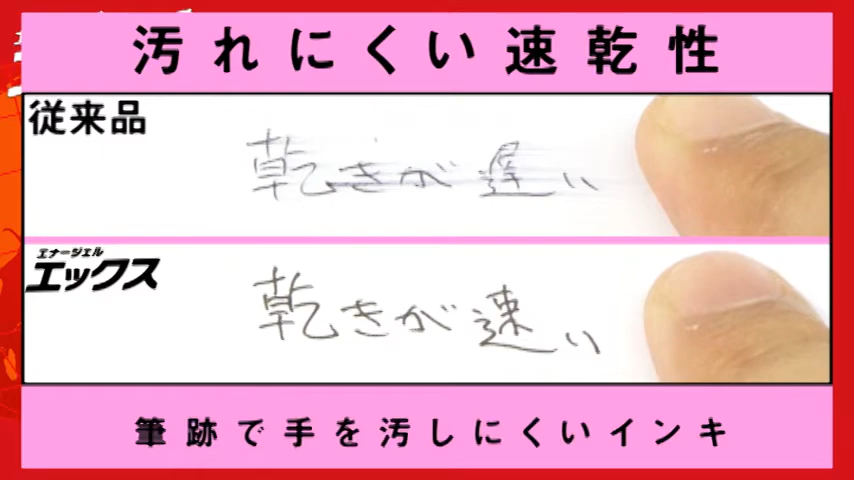 汚れにくい速乾性
従来品
乾きが遅い
エナージェル
エックス
乾きが速い
筆跡で手を汚しにくいインキ